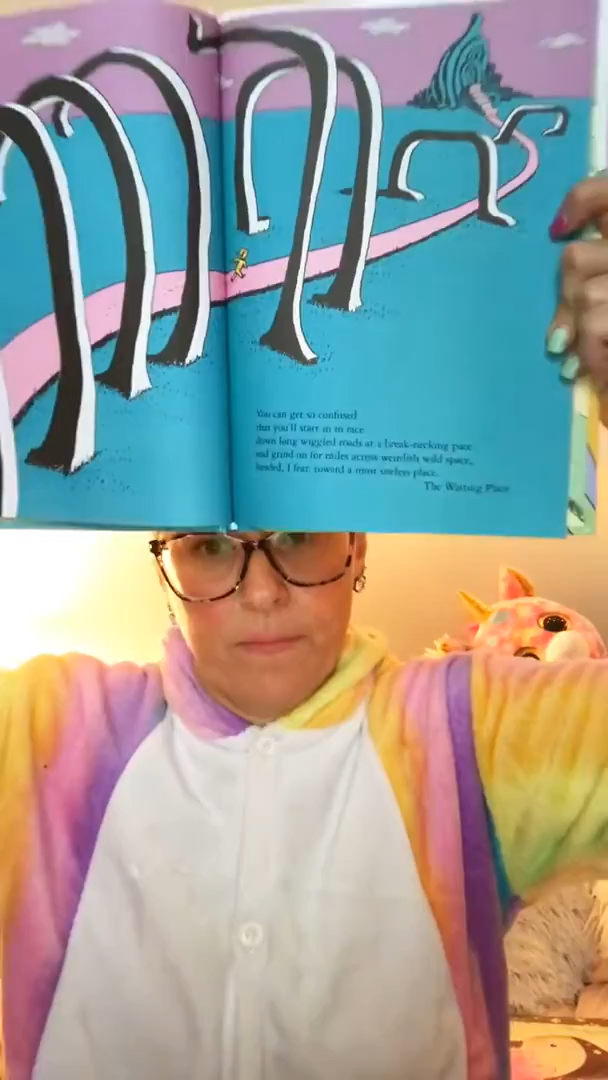 You can get so confused
that you'll start in to race
down long wiggled roads at a break-necking pace
and grind on for miles across weirdish wild space,
headed, I fear, toward a most useless place.
The Waiting Place